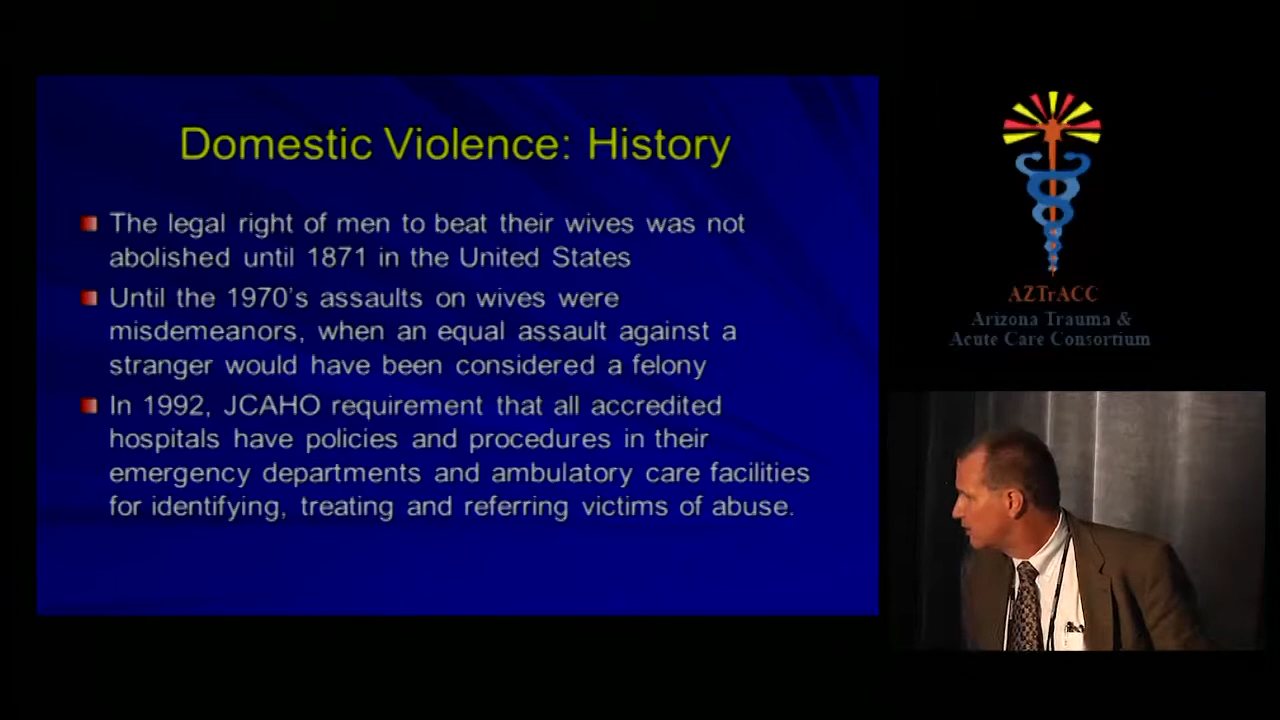 Domestic Violence: History
The legal right of men to beat their wives was not
abolished until 1871 in the United States
Until the 1970's assaults on wives were
misdemeanors, when an equal assault against a
stranger would have been considered a felony
In 1992, JCAHO requirement that all accredited
hospitals have policies and procedures in their
emergency departments and ambulatory care facilities
for identifying, treating and referring victims of abuse.
AZTrACC
Arizona Trauma &
Acute Care Consortium